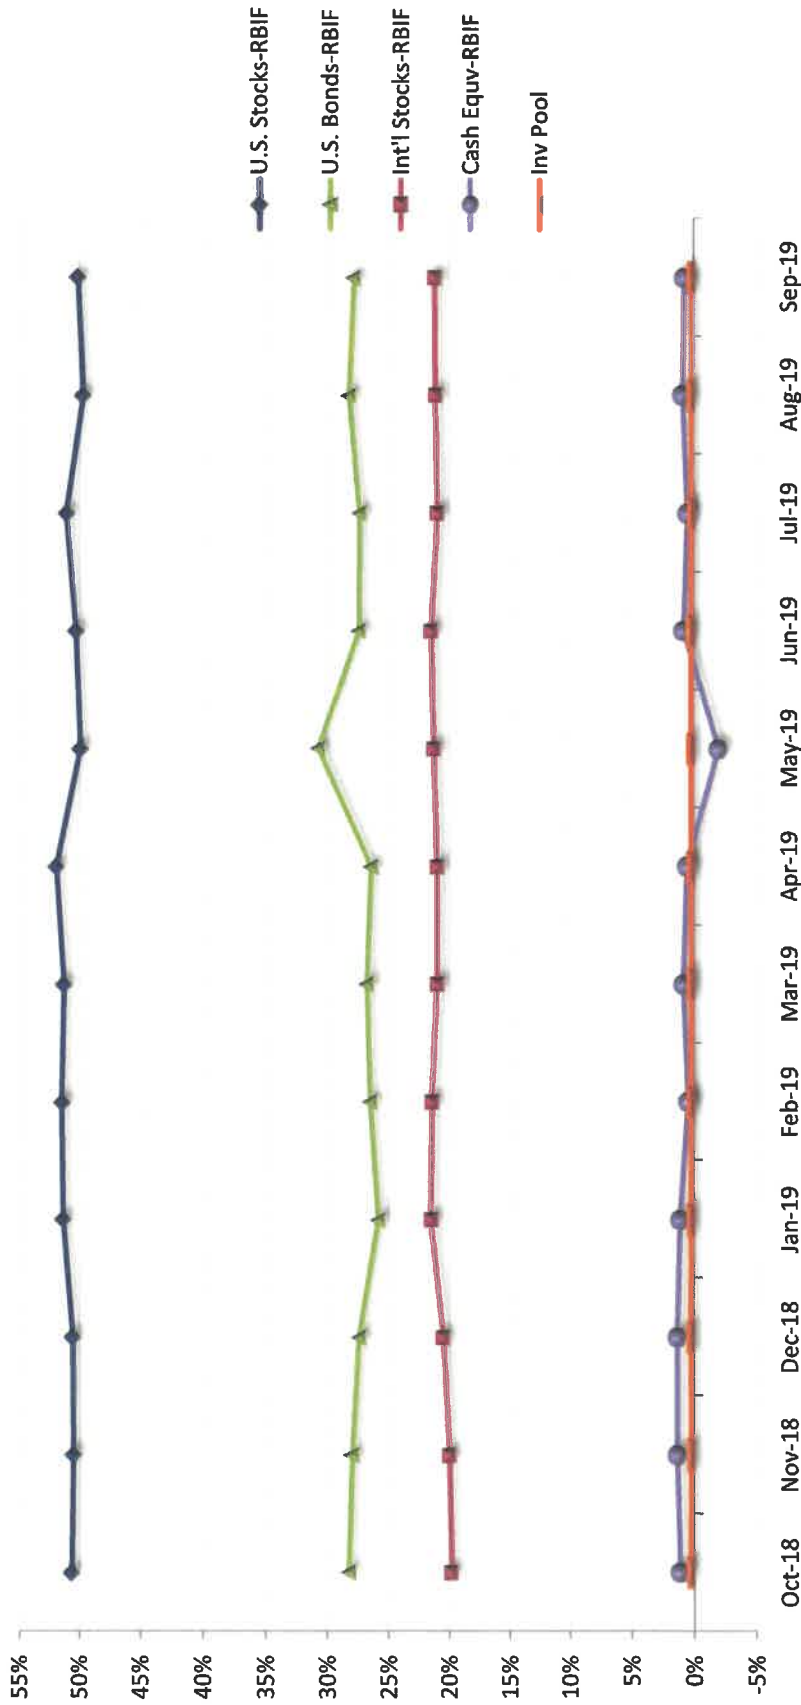 55%
50%
45%
40%
35%
30%
25%
20%
15%
10%
5%
-0%
-5%
Oct-18
Nov-18
Dec-18
Jan-19
Feb-19
Mar-19
Apr-19
May-19
Jun-19
Jul-19
Aug-19
Sep-19
U.S. Stocks-RBIF
U.S. Bonds-RBIF
Int'l Stocks-RBIF
Cash Equv-RBIF
Inv Pool